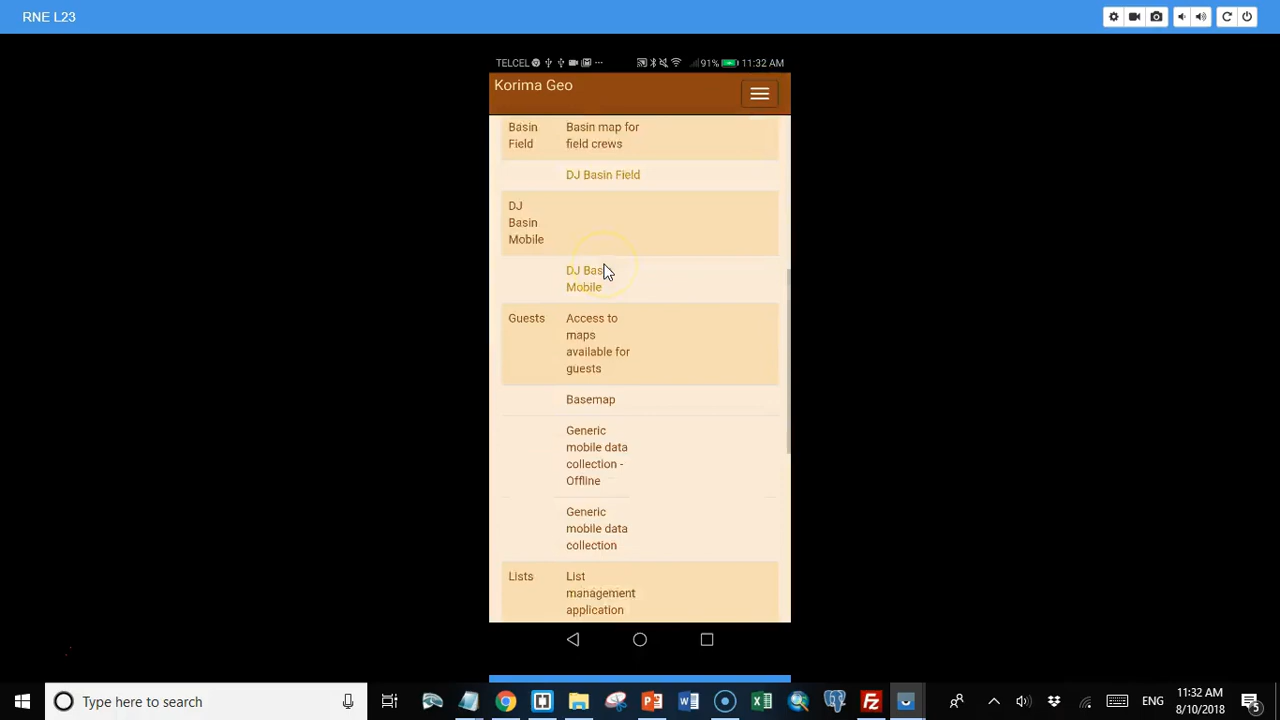 RNE L23
TELCEL ... 91% 11:32 AM
Korima Geo
Basin Field
Basin map for field crews
DJ Basin Field
DJ
Basin
Mobile
DJ Bas
Mobile
Guests
Access to
maps
available for
guests
Basemap
Generic
mobile data
collection -
Offline
Generic
mobile data
collection
Lists
List
management
application
Type here to search
ENG
11:32 AM
8/10/2018
5